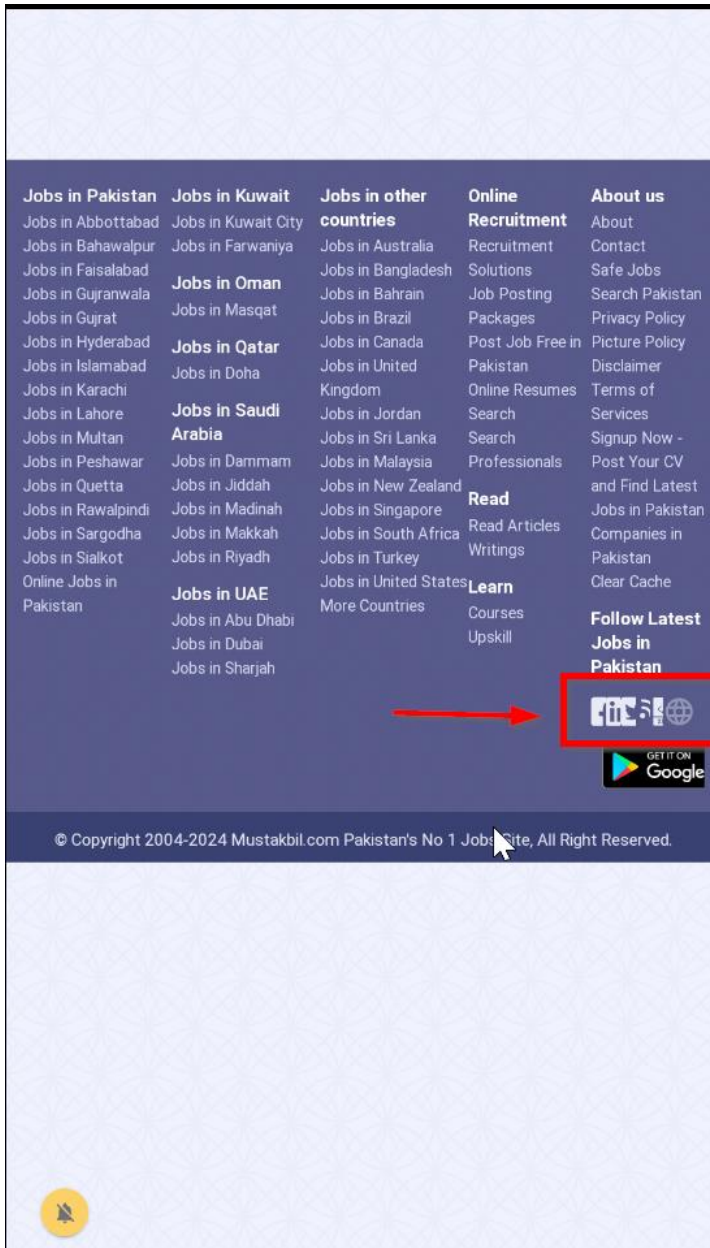 Jobs in Pakistan
Jobs in Abbottabad
Jobs in Bahawalpur
Jobs in Faisalabad
Jobs in Gujranwala
Jobs in Gujrat
Jobs in Hyderabad
Jobs in Islamabad
Jobs in Karachi
Jobs in Lahore
Jobs in Multan
Jobs in Peshawar
Jobs in Quetta
Jobs in Rawalpindi
Jobs in Sargodha
Jobs in Sialkot
Online Jobs in
Pakistan
Jobs in Kuwait
Jobs in Kuwait City
Jobs in Farwaniya
Jobs in Oman
Jobs in Masqat
Jobs in Qatar
Jobs in Doha
Jobs in Saudi
Arabia
Jobs in Dammam
Jobs in Jiddah
Jobs in Madinah
Jobs in Makkah
Jobs in Riyadh
Jobs in UAE
Jobs in Abu Dhabi
Jobs in Dubai
Jobs in Sharjah
Jobs in other
countries
Jobs in Australia
Jobs in Bangladesh
Jobs in Bahrain
Jobs in Brazil
Jobs in Canada
Jobs in United
Kingdom
Jobs in Jordan
Jobs in Sri Lanka
Jobs in Malaysia
Jobs in New Zealand
Jobs in Singapore
Jobs in South Africa
Jobs in Turkey
Jobs in United States
More Countries
Online
Recruitment
Recruitment
Solutions
Job Posting
Packages
Post Job Free in
Pakistan
Online Resumes
Search
Search
Professionals
Read
Read Articles
Writings
Learn
Courses
Upskill
About us
About
Contact
Safe Jobs
Search Pakistan
Privacy Policy
Picture Policy
Disclaimer
Terms of
Services
Signup Now -
Post Your CV
and Find Latest
Jobs in Pakistan
Companies in
Pakistan
Clear Cache
Follow Latest
Jobs in
Pakistan
GET IT ON
Google
© Copyright 2004-2024 Mustakbil.com Pakistan's No 1 Jobs Site, All Right Reserved.